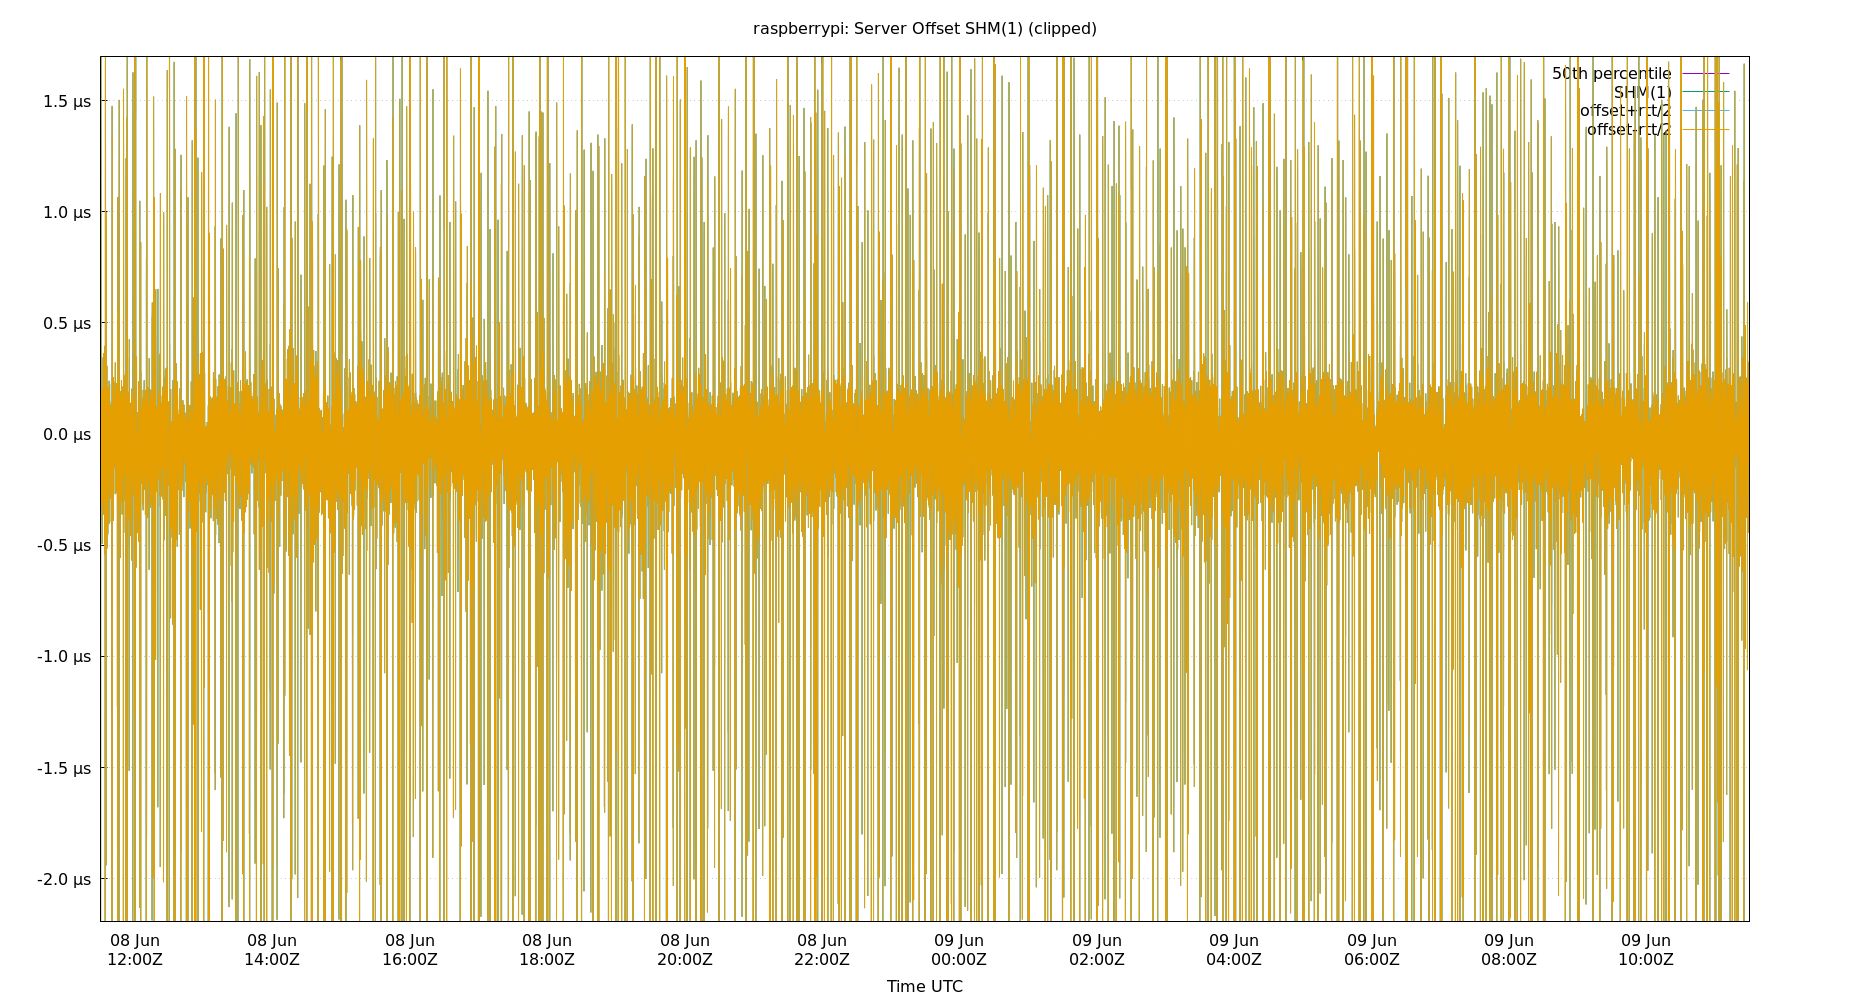 raspberrypi: Server Offset SHM(1) (clipped)
50th percentile
SHM(1)
offset+rtt/2
offset-rtt/2
1.5 µs
1.0 µs
0.5 µs
0.0 µs
-0.5 µs
-1.0 µs
-1.5 µs
-2.0 µs
08 Jun 08 Jun 08 Jun 08 Jun 08 Jun 08 Jun 09 Jun 09 Jun 09 Jun 09 Jun 09 Jun 09 Jun
12:00Z 14:00Z 16:00Z 18:00Z 20:00Z 22:00Z 00:00Z 02:00Z 04:00Z 06:00Z 08:00Z 10:00Z
Time UTC